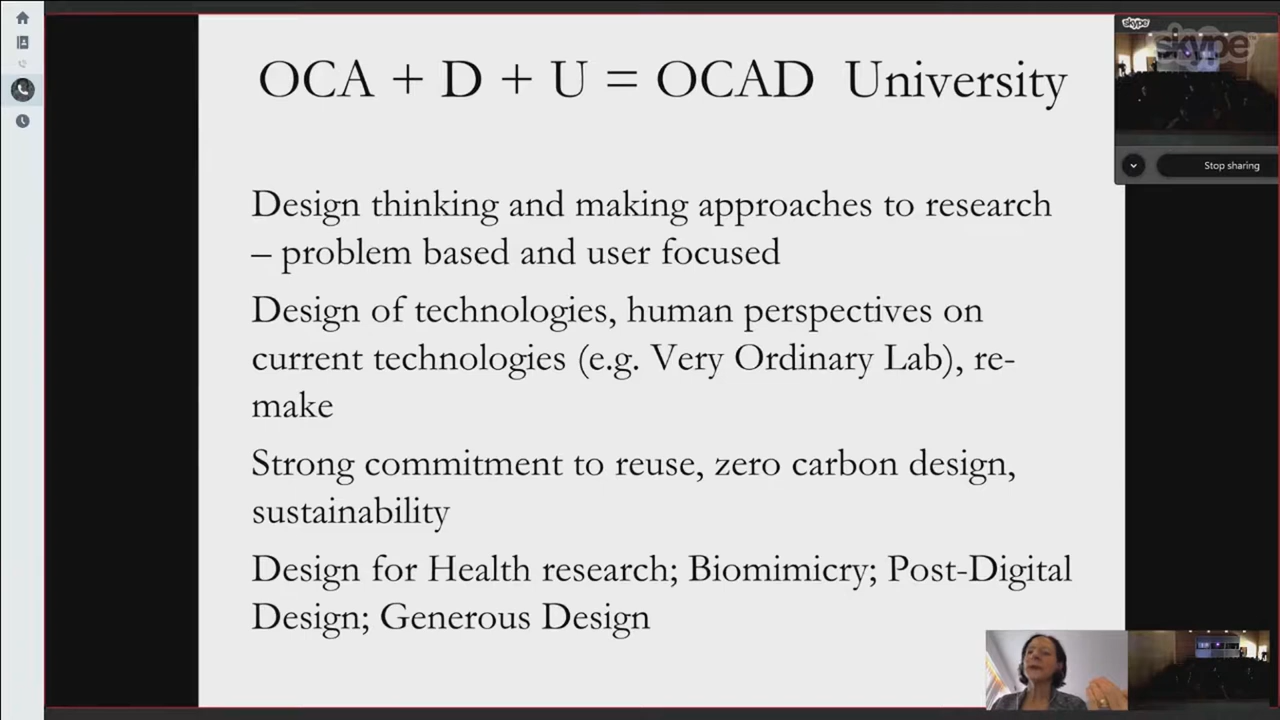 OCA + D + U = OCAD University
skype
skype
Stop sharing
Design thinking and making approaches to research
– problem based and user focused
Design of technologies, human perspectives on
current technologies (e.g. Very Ordinary Lab), re-
make
Strong commitment to reuse, zero carbon design,
sustainability
Design for Health research; Biomimicry; Post-Digital
Design; Generous Design